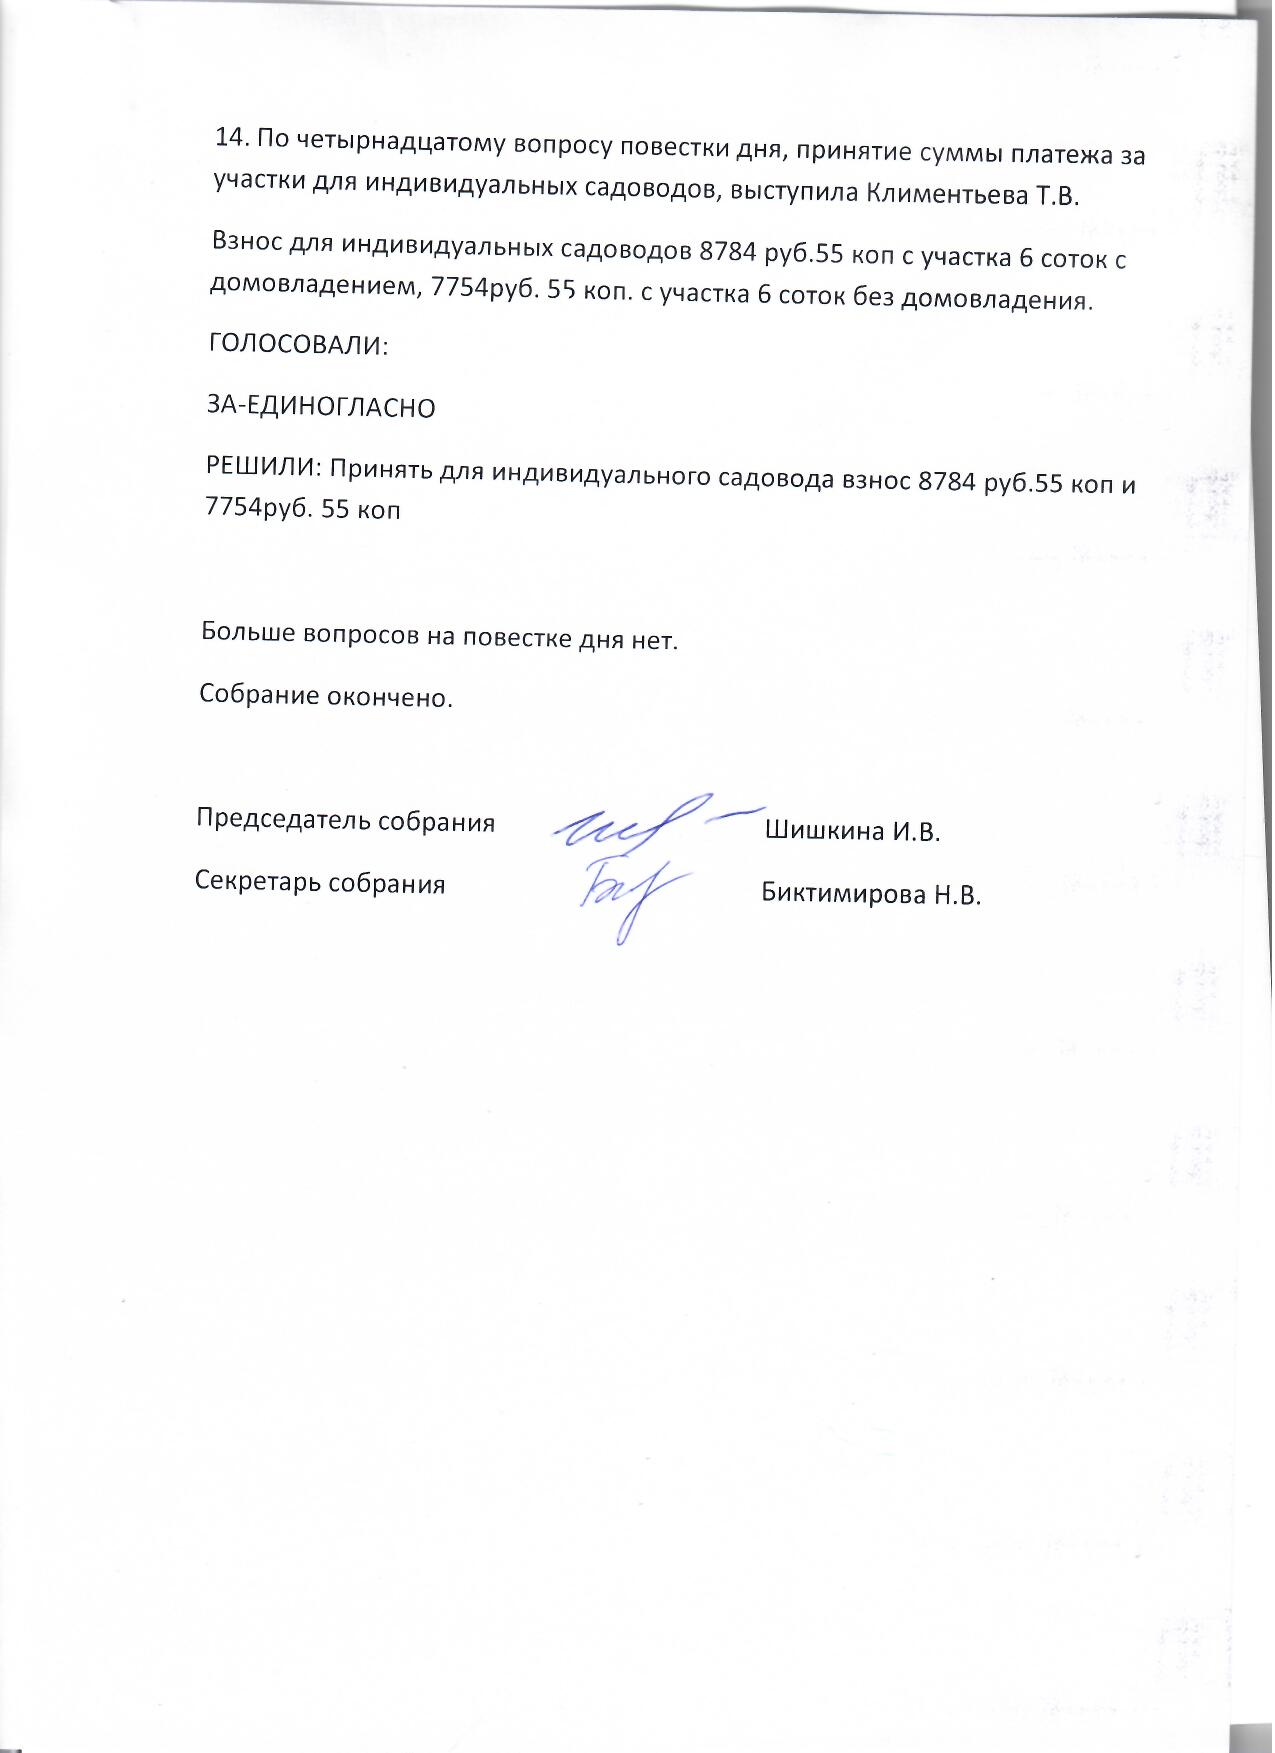 14. По четырнадцатому вопросу повестки дня, принятие суммы платежа за
участки для индивидуальных садоводов, выступила Климентьева Т.В.
Взнос для индивидуальных садоводов 8784 руб.55 коп с участка 6 соток с
домовладением, 7754руб. 55 коп. с участка 6 соток без домовладения.
ГОЛОСОВАЛИ:
ЗА-ЕДИНОГЛАСНО
РЕШИЛИ: Принять для индивидуального садовода взнос 8784 руб.55 коп и
7754руб. 55 коп
Больше вопросов на повестке дня нет.
Собрание окончено.
Председатель собрания Шишкина И.В.
Секретарь собрания Биктимирова Н.В.